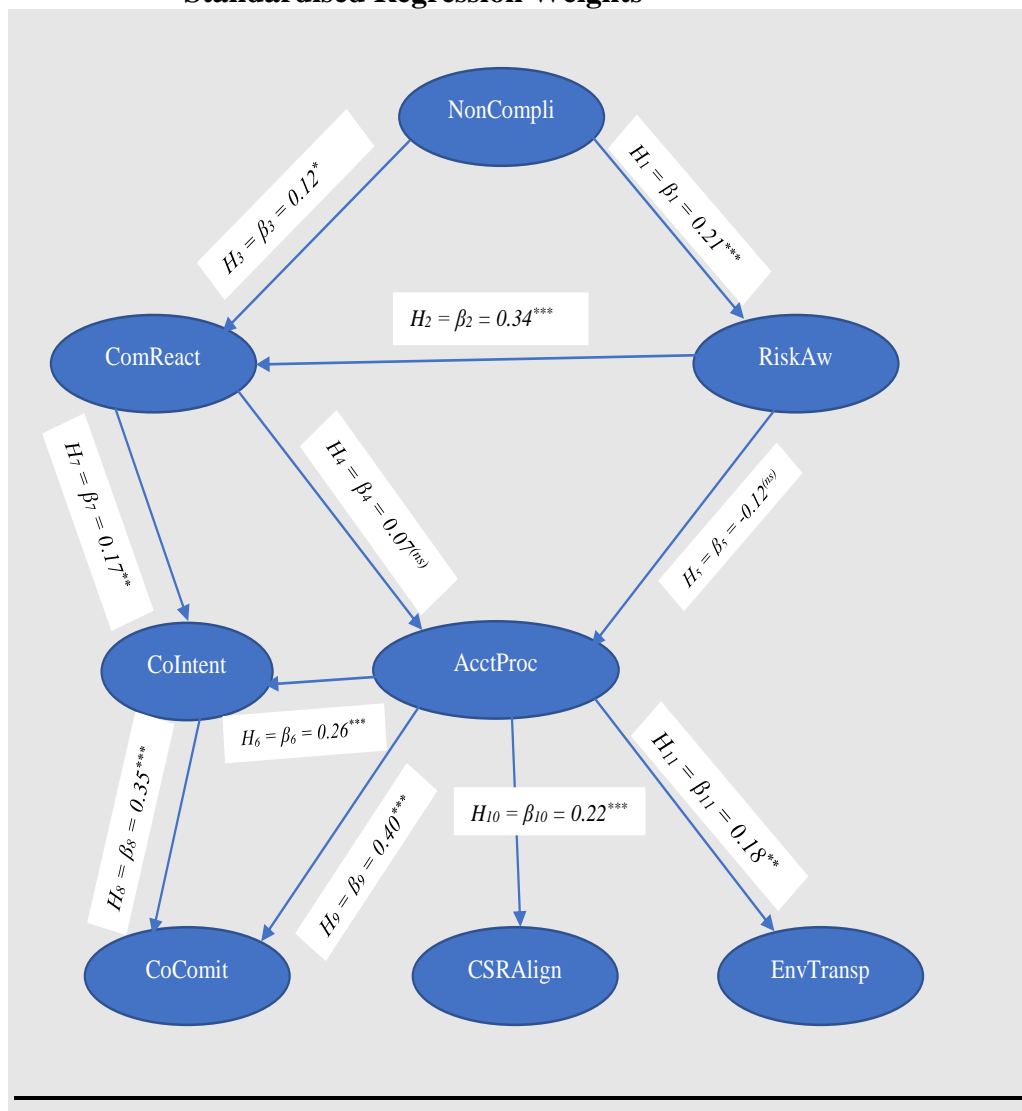 Standardised Regression Weights
NonCompli
H1 = β1 = 0.21***
H3 = β3 = 0.12*
H2 = β2 = 0.34***
ComReact
RiskAw
H7 = β7 = 0.17**
H4 = β4 = 0.07(ns)
H5 = β5 = -0.12(ns)
CoIntent
AcctProc
H6 = β6 = 0.26***
H8 = β8 = 0.35***
H9 = β9 = 0.40***
H10 = β10 = 0.22***
H11 = β11 = 0.18**
CoComit
CSRAlign
EnvTransp